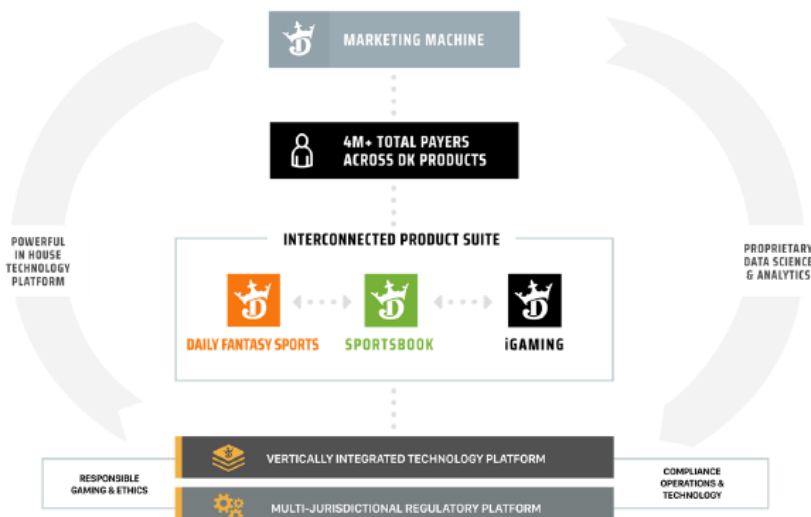 MARKETING MACHINE
4M+ TOTAL PAYERS
ACROSS DK PRODUCTS
POWERFUL
IN HOUSE
TECHNOLOGY
PLATFORM
PROPRIETARY
DATA SCIENCE
& ANALYTICS
INTERCONNECTED PRODUCT SUITE
DAILY FANTASY SPORTS
SPORTSBOOK
iGAMING
VERTICALLY INTEGRATED TECHNOLOGY PLATFORM
RESPONSIBLE
GAMING & ETHICS
COMPLIANCE
OPERATIONS &
TECHNOLOGY
MULTI-JURISDICTIONAL REGULATORY PLATFORM